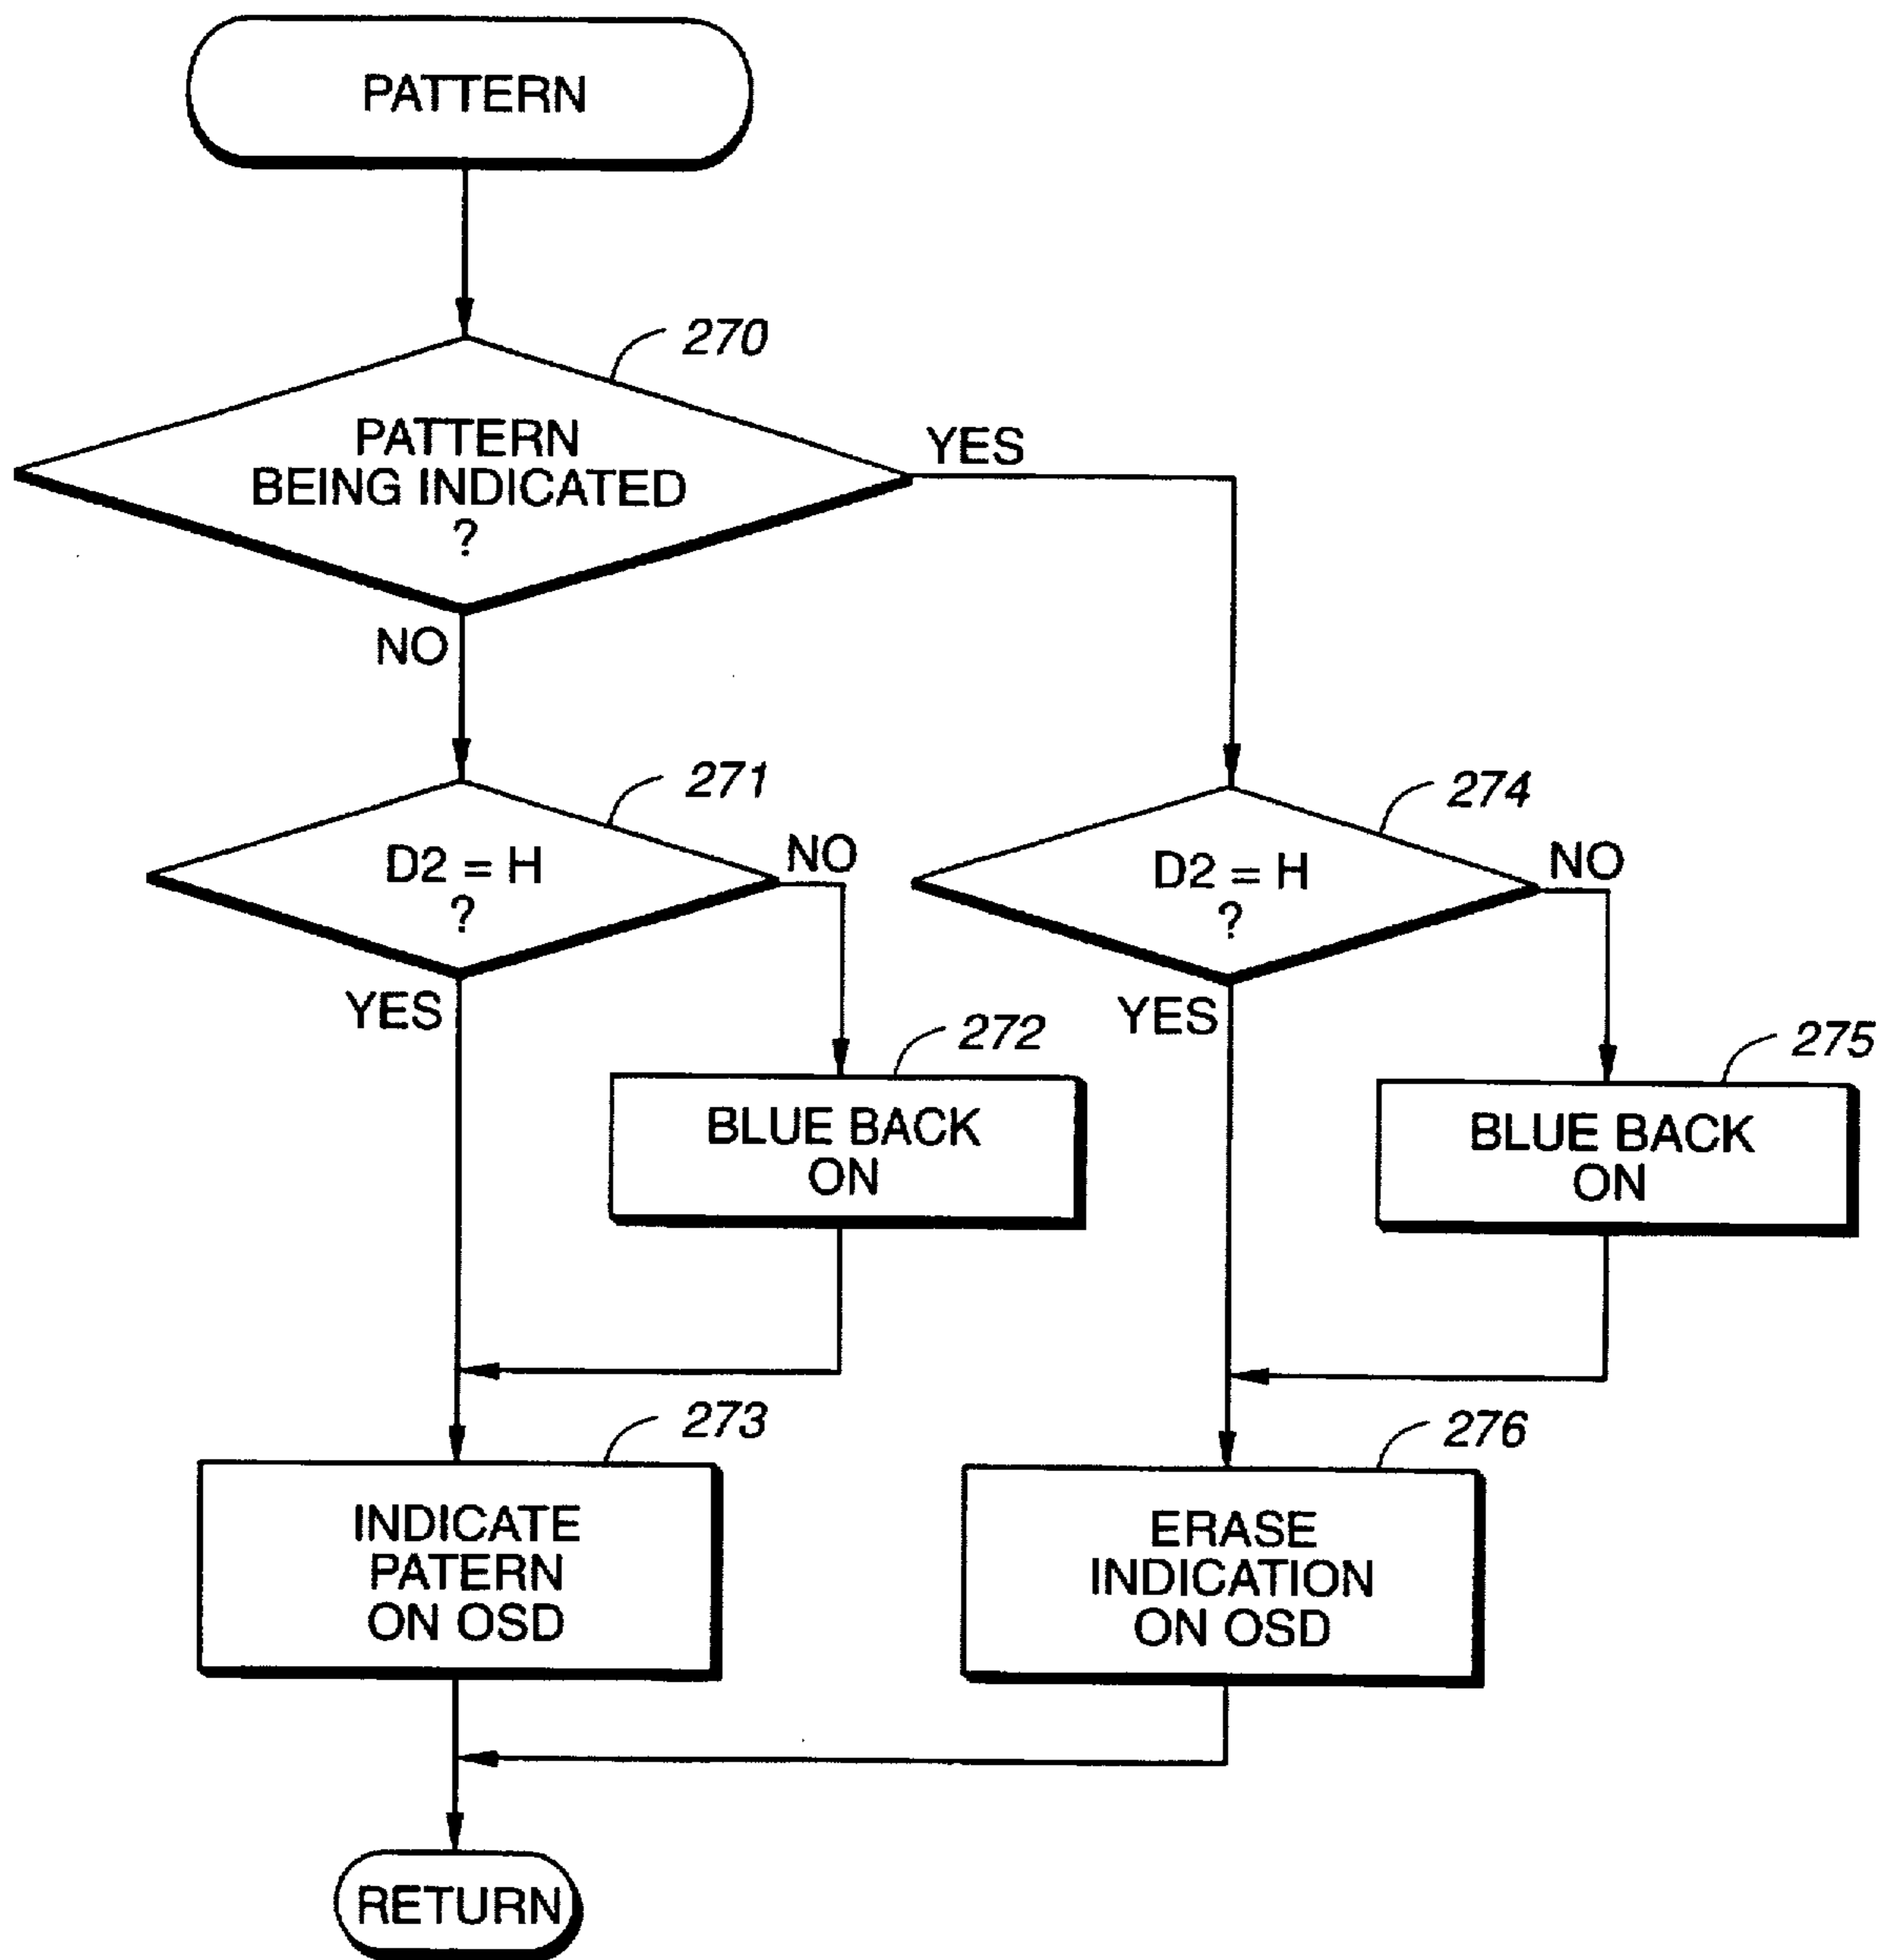 PATTERN
270
PATTERN
BEING INDICATED
?
YES
NO
271
D2 = H
?
NO
YES
274
D2 = H
?
NO
YES
272
BLUE BACK
ON
275
BLUE BACK
ON
273
INDICATE
PATERN
ON OSD
276
ERASE
INDICATION
ON OSD
RETURN